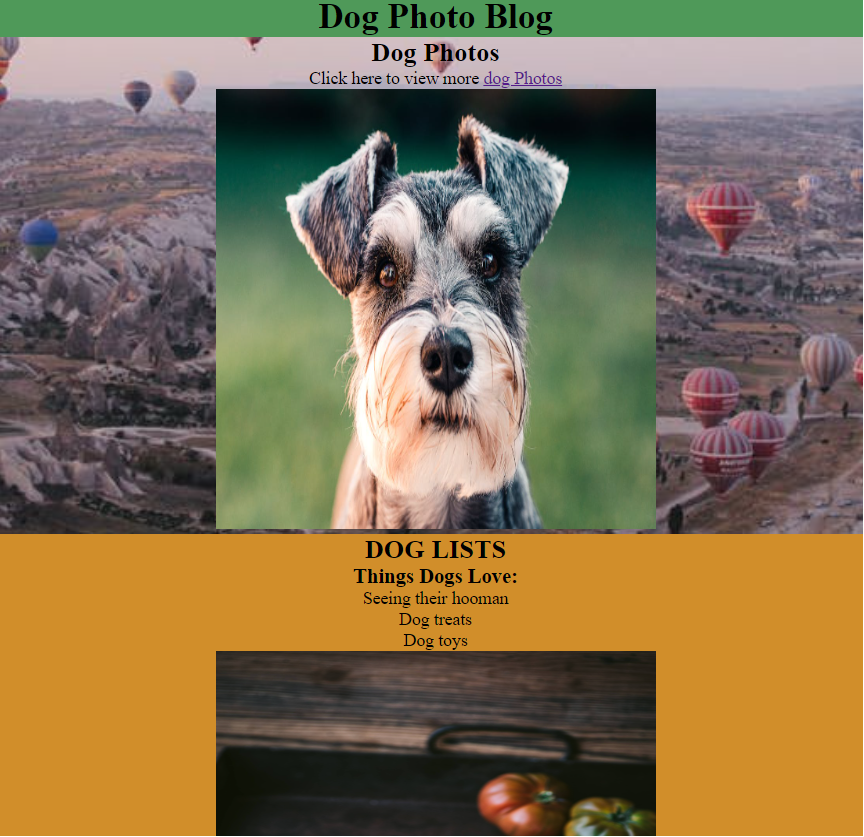 Dog Photo Blog
Dog Photos
Click here to view more dog Photos
DOG LISTS
Things Dogs Love:
Seeing their hooman
Dog treats
Dog toys